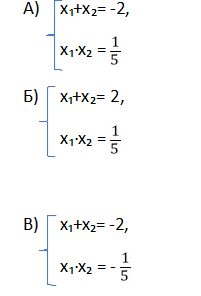 А) x₁+x₂= -2,
x₁·x₂ = 1/5
Б) x₁+x₂= 2,
x₁·x₂ = 1/5
В) x₁+x₂= -2,
x₁·x₂ = - 1/5